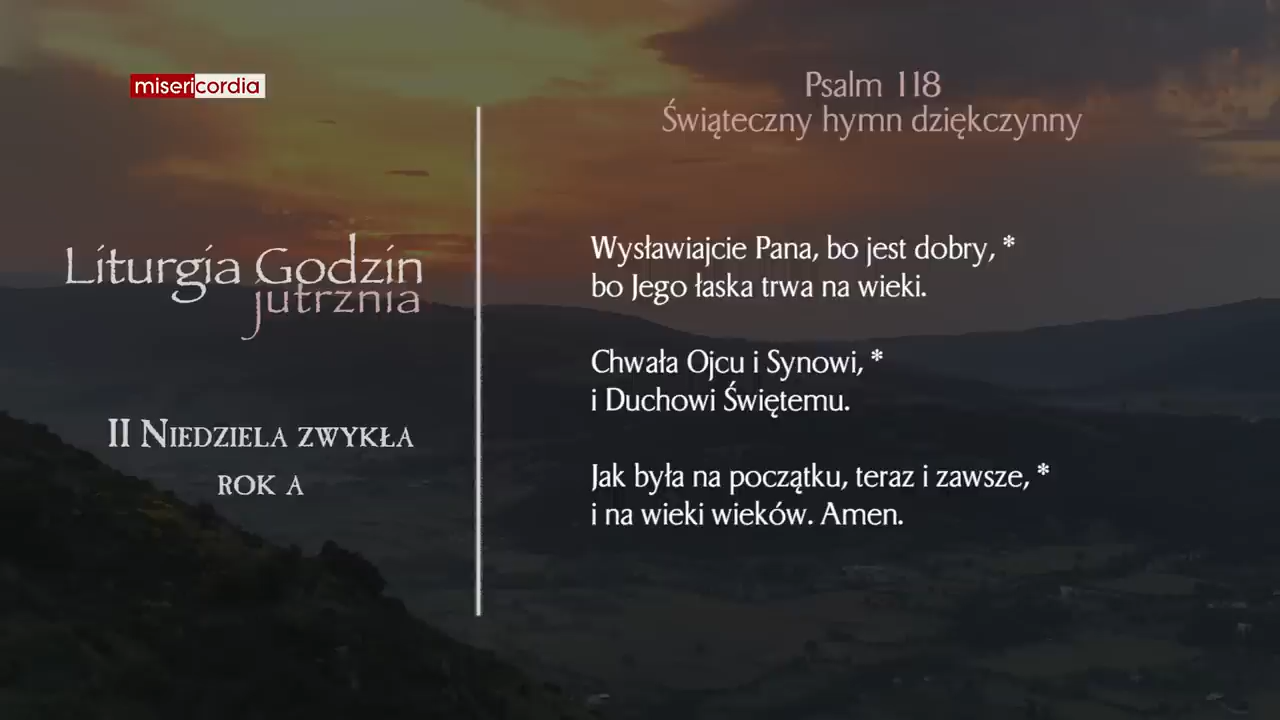 misericordia
Liturgia Godzin
jutrznia
II Niedziela zwykła
rok A
Psalm 118
Świąteczny hymn dziękczynny
Wysławiajcie Pana, bo jest dobry, *
bo Jego łaska trwa na wieki.
Chwała Ojcu i Synowi, *
i Duchowi Świętemu.
Jak była na początku, teraz i zawsze, *
i na wieki wieków. Amen.